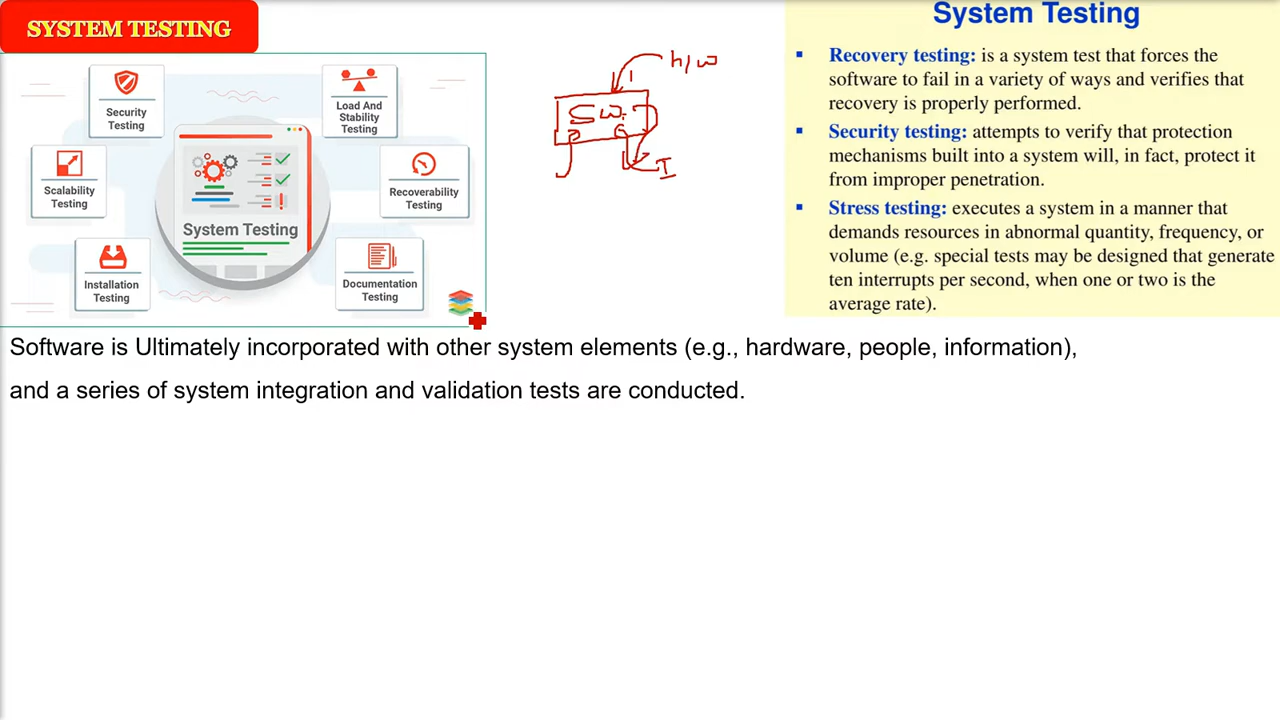 SYSTEM TESTING
Security
Testing
Load And
Stability
Testing
Scalability
Testing
Recoverability
Testing
System Testing
Installation
Testing
Documentation
Testing
h/w
S/w.
I
System Testing
▪ Recovery testing: is a system test that forces the
software to fail in a variety of ways and verifies that
recovery is properly performed.
▪ Security testing: attempts to verify that protection
mechanisms built into a system will, in fact, protect it
from improper penetration.
▪ Stress testing: executes a system in a manner that
demands resources in abnormal quantity, frequency, or
volume (e.g. special tests may be designed that generate
ten interrupts per second, when one or two is the
average rate).
Software is Ultimately incorporated with other system elements (e.g., hardware, people, information),
and a series of system integration and validation tests are conducted.